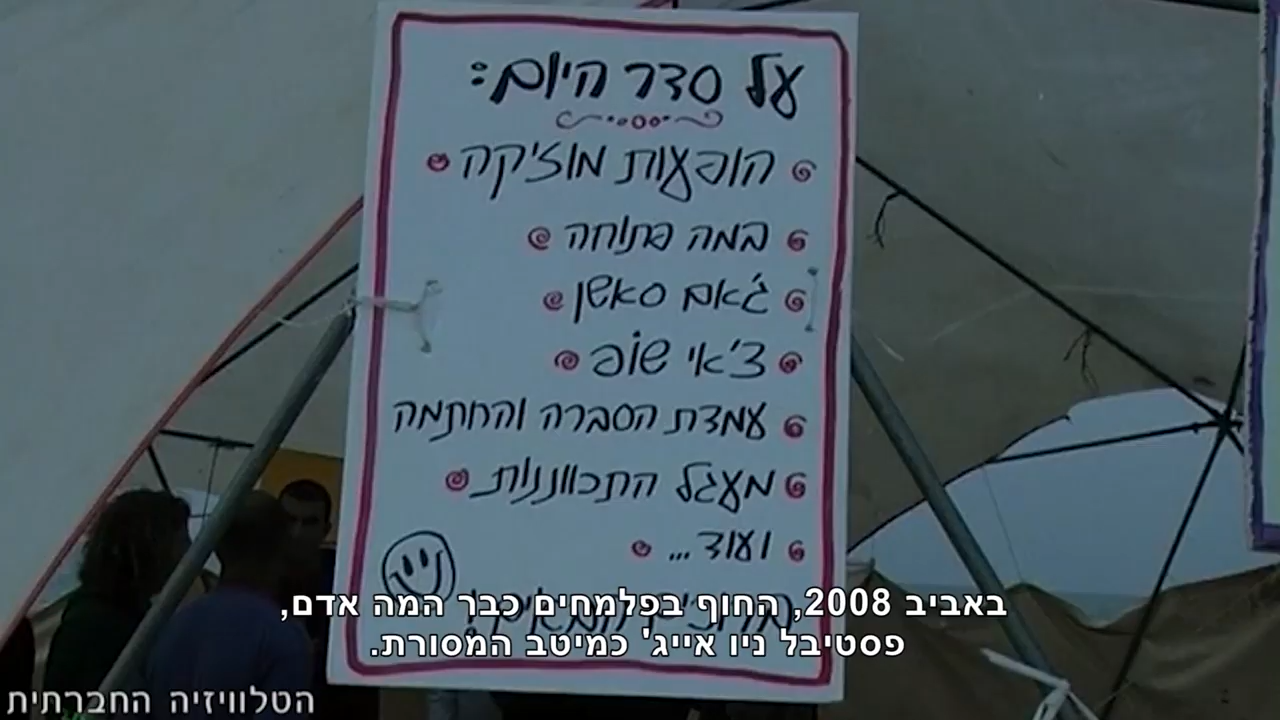 על סדר היום:
הופעות מוזיקה
במה פתוחה
ג'אם סאשן
צ'אי שופ
עמדת הסברה והחתמה
מעגל התכווננות
ועוד...
באביב 2008, החוף בפלמחים כבר המה אדם,
פסטיבל ניו אייג' כמיטב המסורת.
הטלוויזיה החברתית